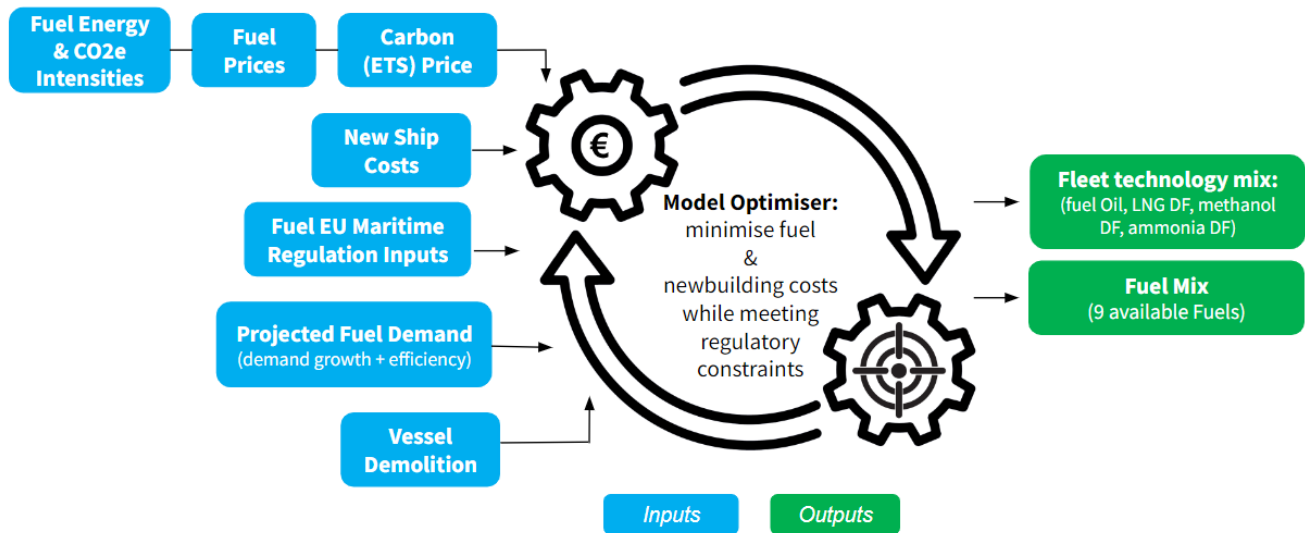 Fuel Energy
& CO2e
Intensities
Fuel
Prices
Carbon
(ETS) Price
New Ship
Costs
€
Fuel EU Maritime
Regulation Inputs
Projected Fuel Demand
(demand growth + efficiency)
Vessel
Demolition
Model Optimiser:
minimise fuel
&
newbuilding costs
while meeting
regulatory
constraints
Fleet technology mix:
(fuel Oil, LNG DF, methanol
DF, ammonia DF)
Fuel Mix
(9 available Fuels)
Inputs
Outputs